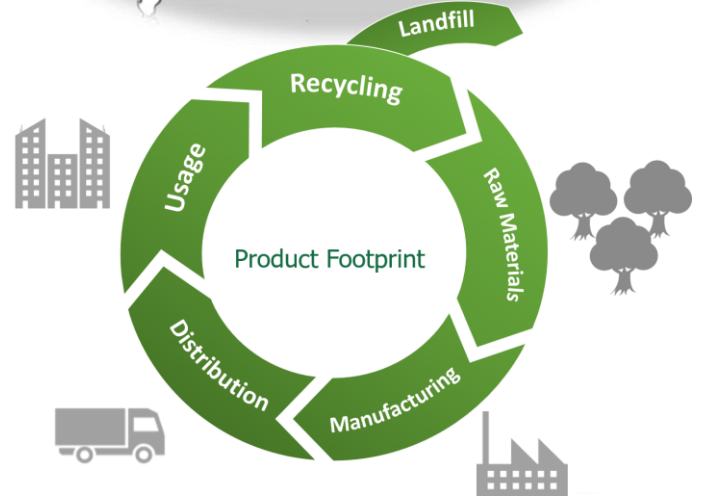 Landfill
Recycling
Usage
Raw Materials
Product Footprint
Distribution
Manufacturing